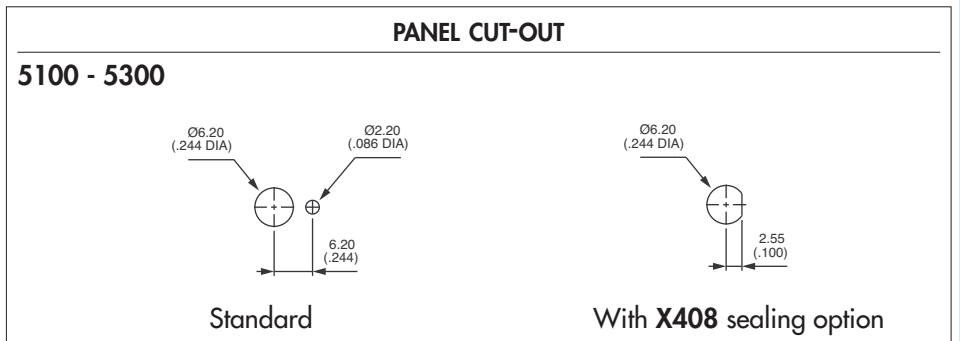 PANEL CUT-OUT
5100 - 5300
Ø6.20
(.244 DIA)
Ø2.20
(.086 DIA)
6.20
(.244)
Standard
Ø6.20
(.244 DIA)
2.55
(.100)
With X408 sealing option